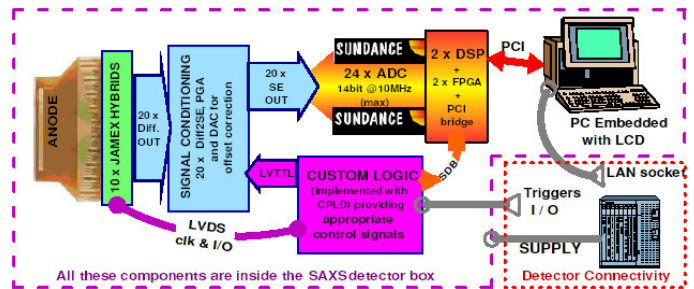 ANODE
10 x JAMEX HYBRIDS
20 x
Diff.
OUT
SIGNAL CONDITIONING
20 x Diff2SE, PGA
and DAC for
offset correction
20 x
SE
OUT
SUNDANCE
24 x ADC
14bit @10MHz
(max)
SUNDANCE
2 x DSP
+
2 x FPGA
+
PCI
bridge
PCI
PC Embedded
with LCD
SDB
LVTTL
CUSTOM LOGIC
(implemented with
CPLD) providing
appropriate
control signals
LVDS
clk & I/O
LAN socket
Triggers
I / O
SUPPLY
All these components are inside the SAXSdetector box
Detector Connectivity